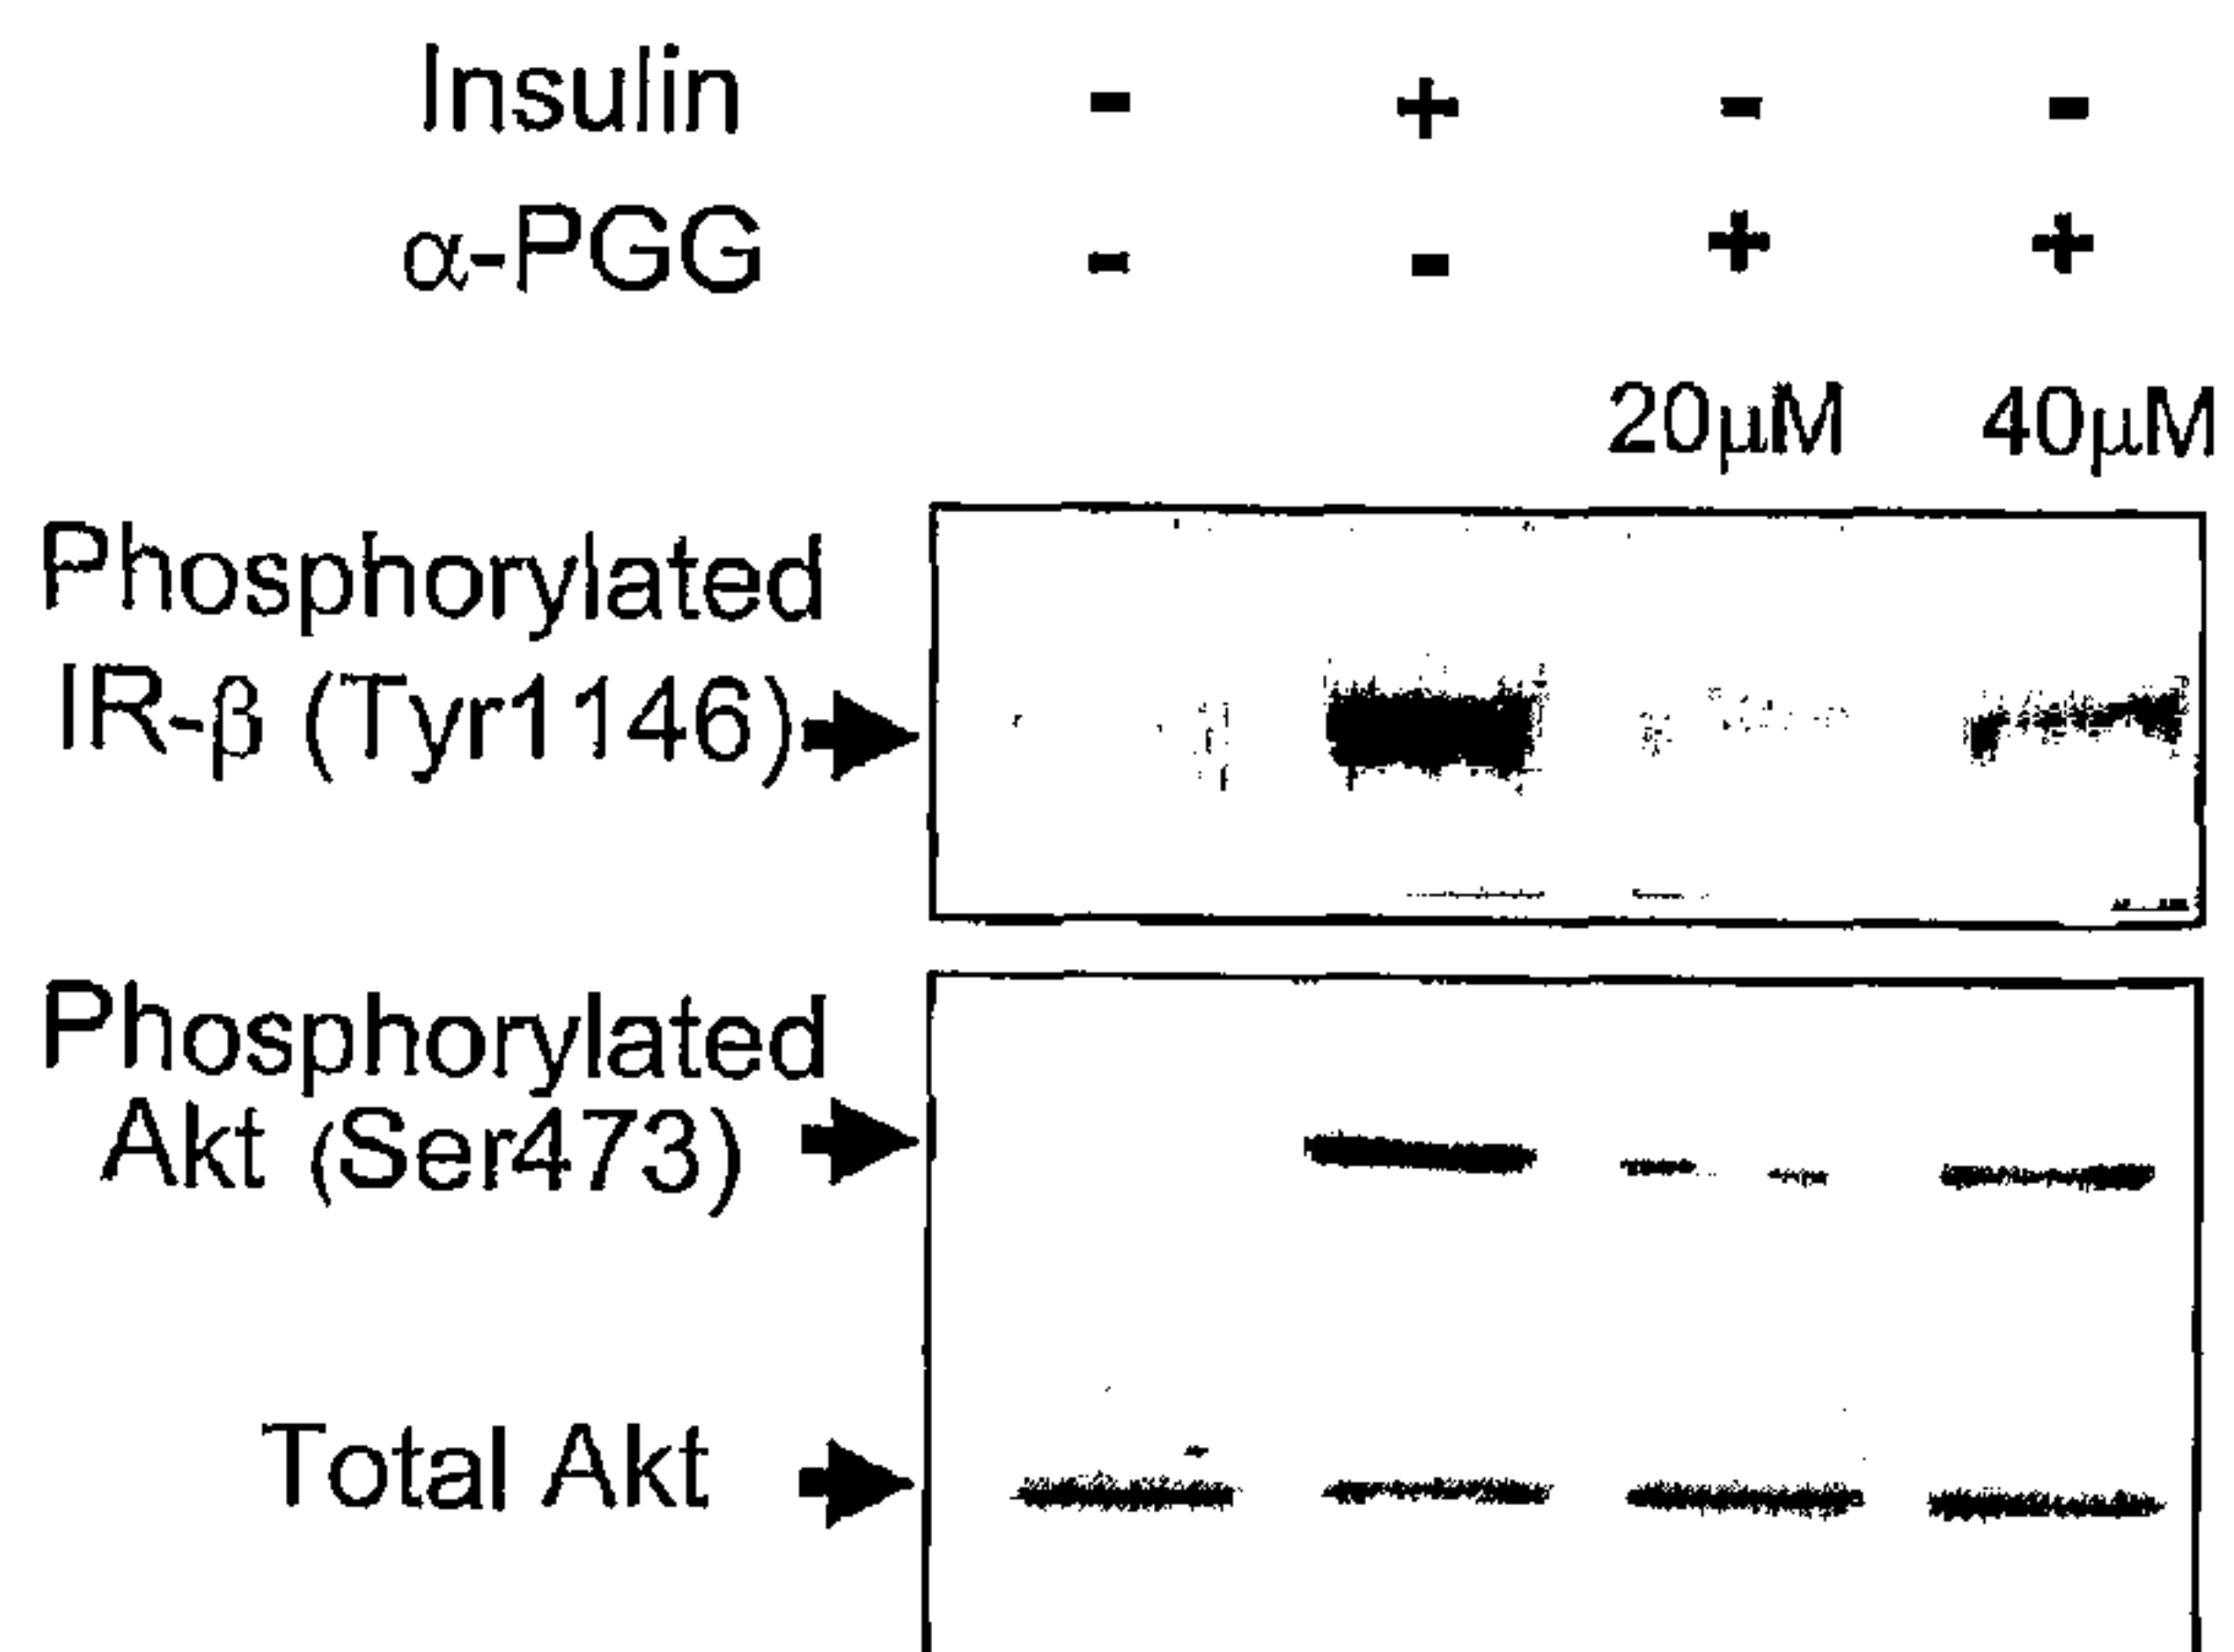 Insulin - + - -
α-PGG - - + +
20µM 40µM
Phosphorylated
IR-β (Tyr1146)
Phosphorylated
Akt (Ser473)
Total Akt